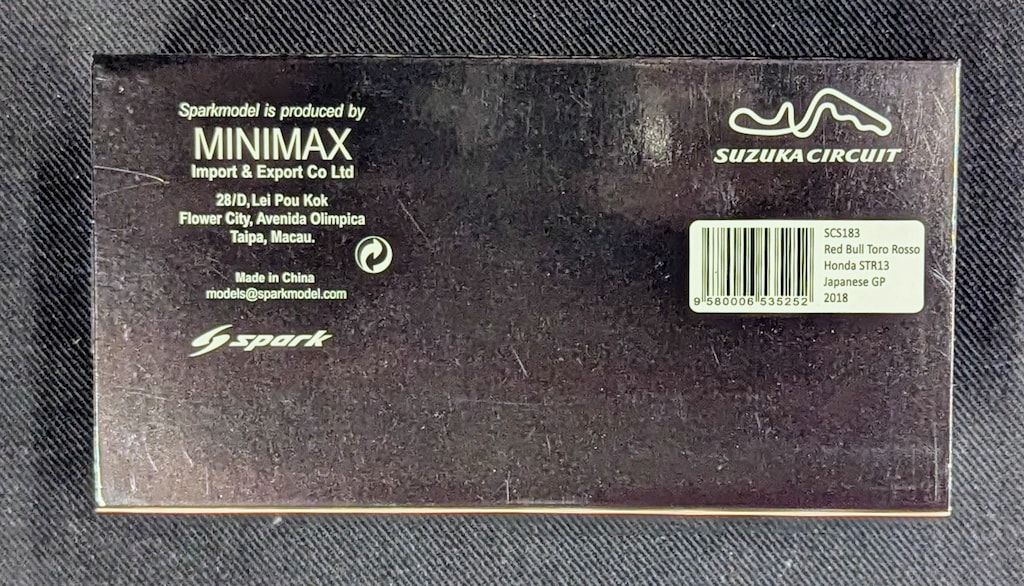 Sparkmodel is produced by
MINIMAX
Import & Export Co Ltd
28/D, Lei Pou Kok
Flower City, Avenida Olimpica
Taipa, Macau.
Made in China
models@sparkmodel.com
spark
SUZUKA CIRCUIT
SCS183
Red Bull Toro Rosso
Honda STR13
Japanese GP
2018
9 580006 535252